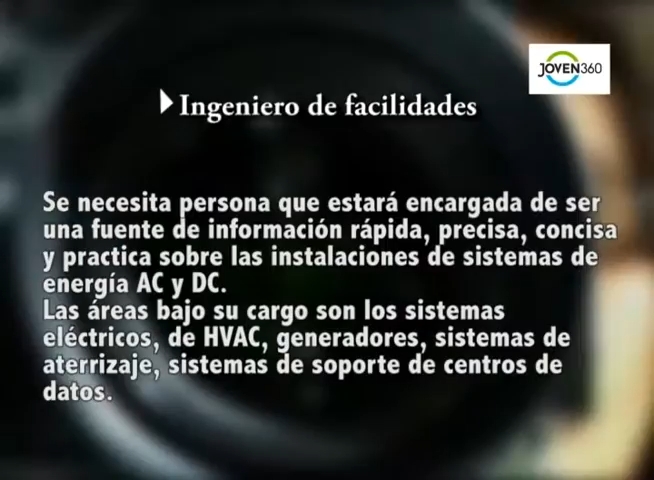 JOVEN360
Ingeniero de facilidades
Se necesita persona que estará encargada de ser
una fuente de información rápida, precisa, concisa
y practica sobre las instalaciones de sistemas de
energía AC y DC.
Las áreas bajo su cargo son los sistemas
eléctricos, de HVAC, generadores, sistemas de
aterrizaje, sistemas de soporte de centros de
datos.